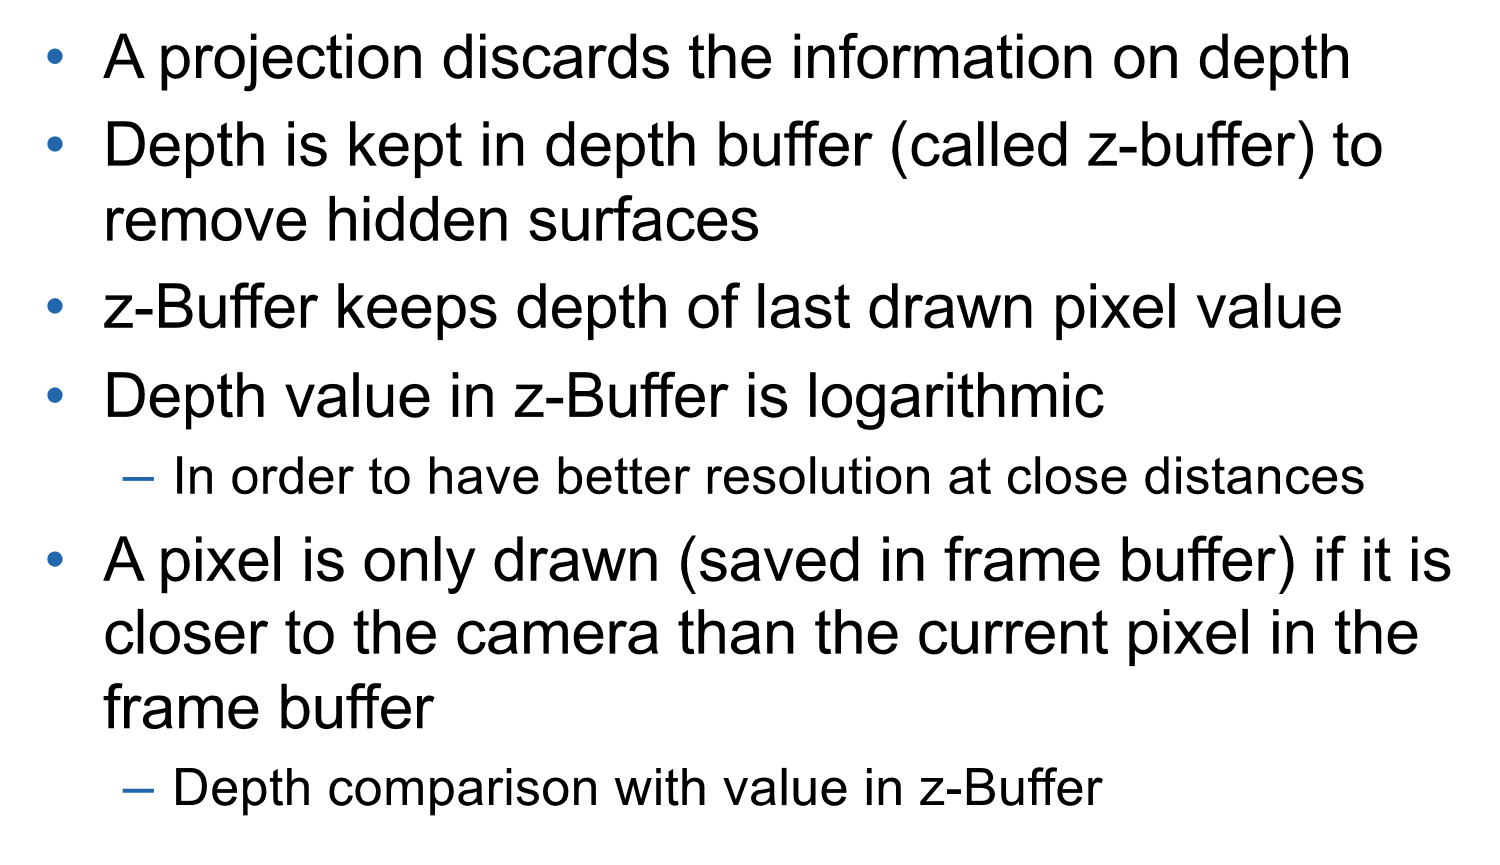 • A projection discards the information on depth
• Depth is kept in depth buffer (called z-buffer) to
remove hidden surfaces
• z-Buffer keeps depth of last drawn pixel value
• Depth value in z-Buffer is logarithmic
– In order to have better resolution at close distances
• A pixel is only drawn (saved in frame buffer) if it is
closer to the camera than the current pixel in the
frame buffer
– Depth comparison with value in z-Buffer